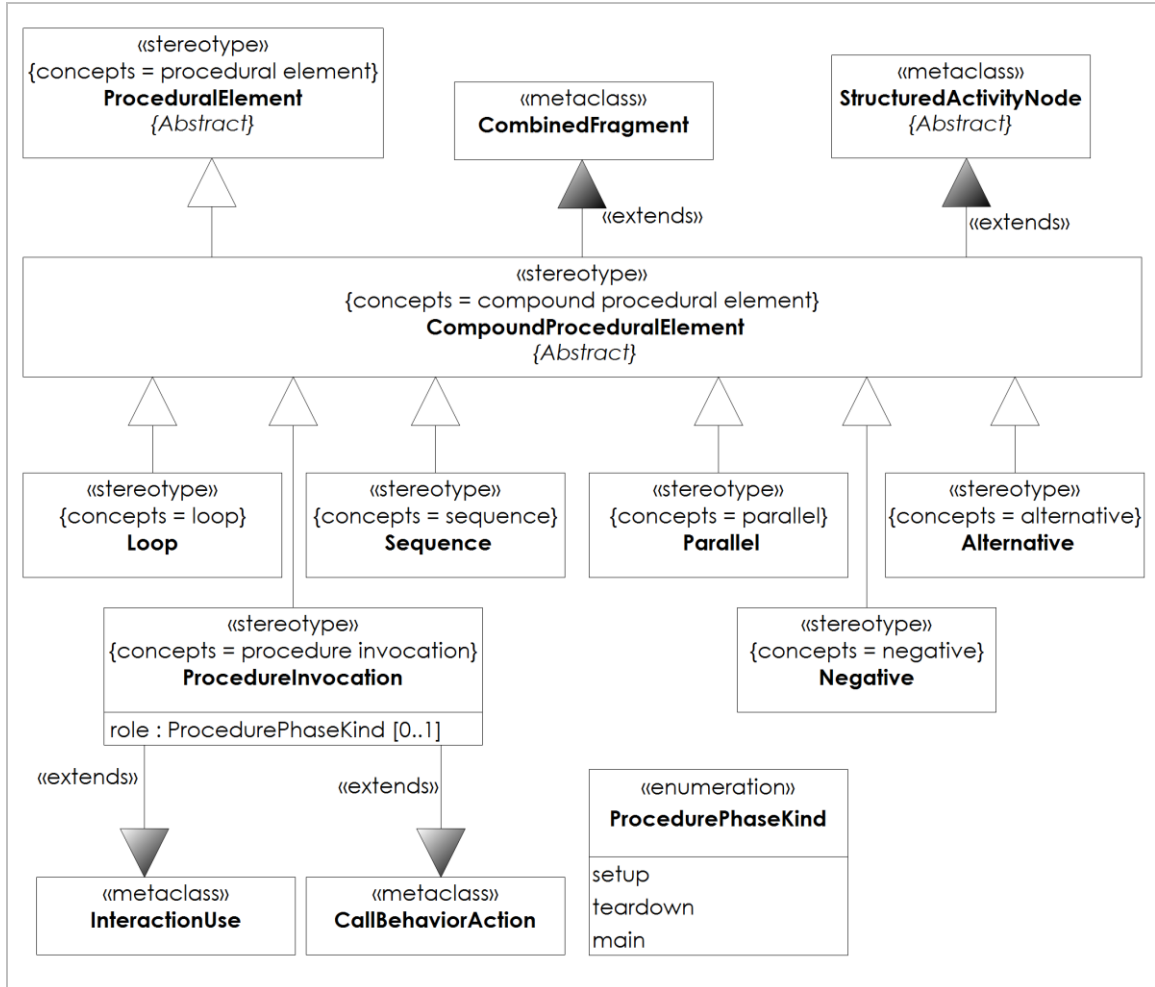 «stereotype»
{concepts = procedural element}
ProceduralElement
{Abstract}
«metaclass»
CombinedFragment
«metaclass»
StructuredActivityNode
{Abstract}
«extends»
«extends»
«stereotype»
{concepts = compound procedural element}
CompoundProceduralElement
{Abstract}
«stereotype»
{concepts = loop}
Loop
«stereotype»
{concepts = sequence}
Sequence
«stereotype»
{concepts = parallel}
Parallel
«stereotype»
{concepts = alternative}
Alternative
«stereotype»
{concepts = procedure invocation}
ProcedureInvocation
role : ProcedurePhaseKind [0..1]
«stereotype»
{concepts = negative}
Negative
«extends»
«extends»
«enumeration»
ProcedurePhaseKind
setup
teardown
main
«metaclass»
InteractionUse
«metaclass»
CallBehaviorAction